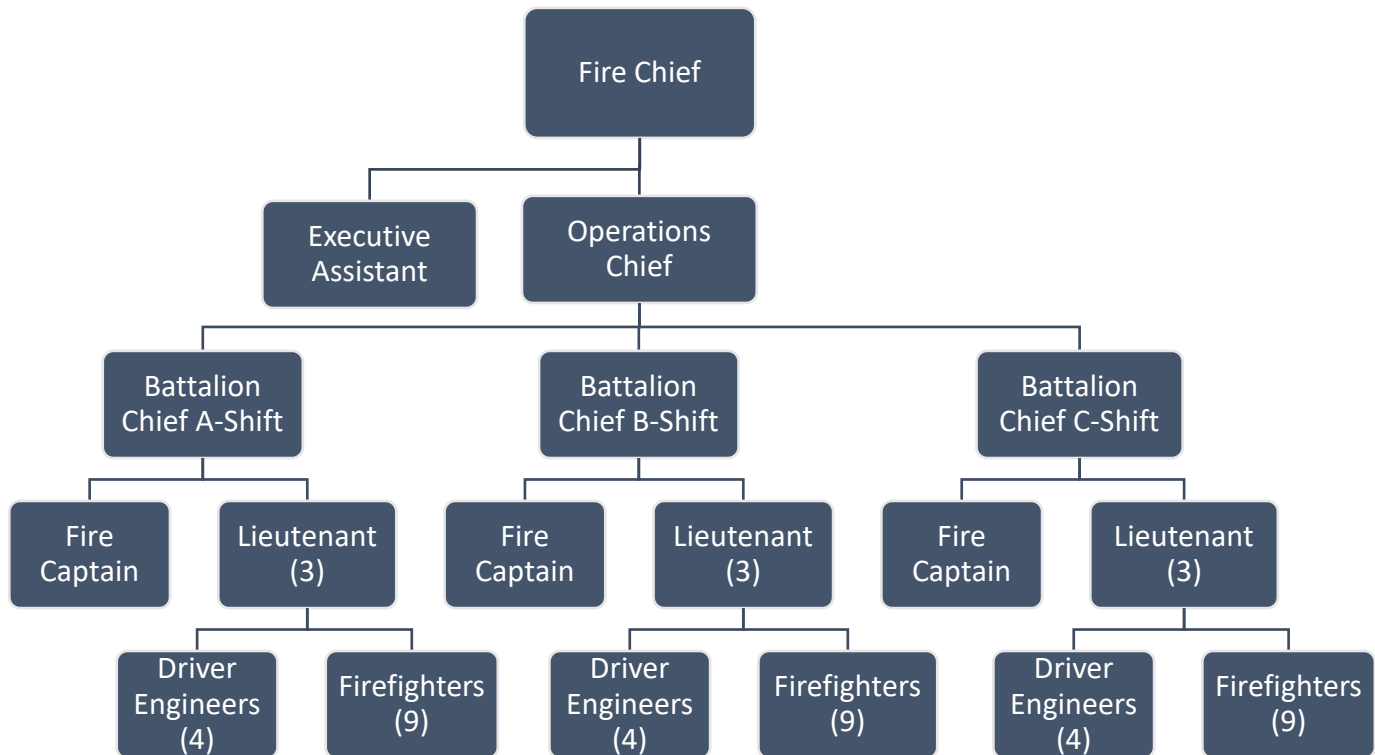 Fire Chief
Executive
Assistant
Operations
Chief
Battalion
Chief A-Shift
Battalion
Chief B-Shift
Battalion
Chief C-Shift
Fire
Captain
Lieutenant
(3)
Fire
Captain
Lieutenant
(3)
Fire
Captain
Lieutenant
(3)
Driver
Engineers
(4)
Firefighters
(9)
Driver
Engineers
(4)
Firefighters
(9)
Driver
Engineers
(4)
Firefighters
(9)